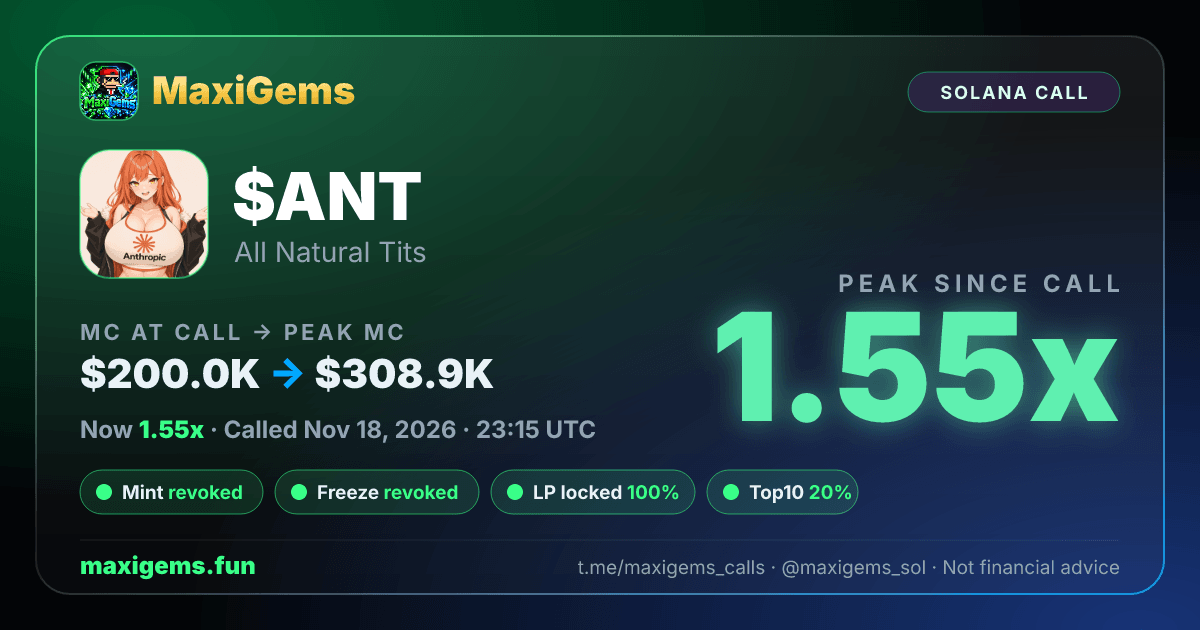 MaxiGems
MaxiGems
SOLANA CALL
Anthropic
$ANT
All Natural Tits
PEAK SINCE CALL
1.55x
MC AT CALL → PEAK MC
$200.0K → $308.9K
Now 1.55x · Called Nov 18, 2026 · 23:15 UTC
Mint revoked
Freeze revoked
LP locked 100%
Top10 20%
maxigems.fun
t.me/maxigems_calls · @maxigems_sol · Not financial advice